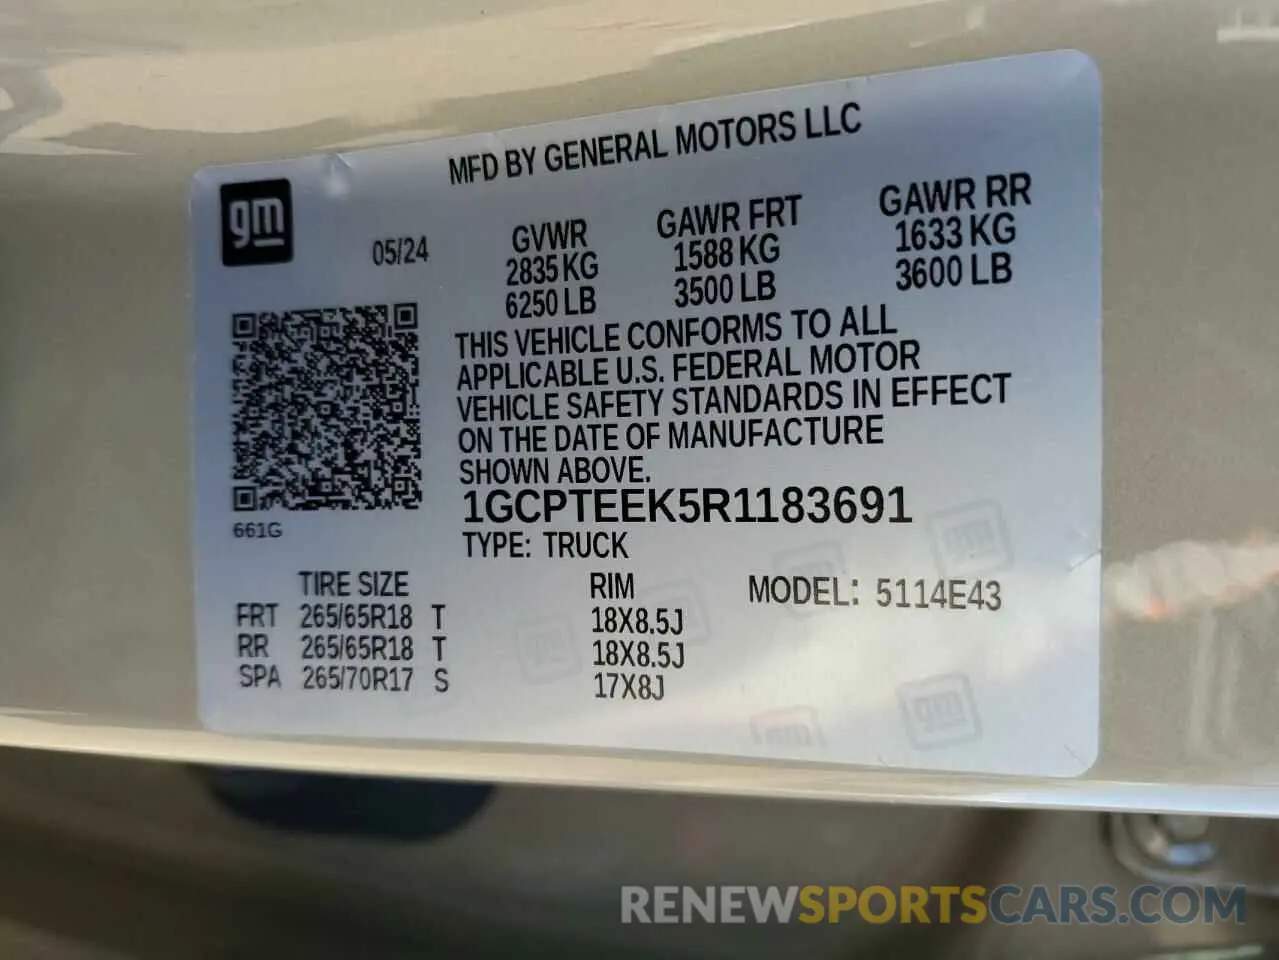 MFD BY GENERAL MOTORS LLC
gm
05/24
GVWR
2835 KG
6250 LB
GAWR FRT
1588 KG
3500 LB
GAWR RR
1633 KG
3600 LB
THIS VEHICLE CONFORMS TO ALL
APPLICABLE U.S. FEDERAL MOTOR
VEHICLE SAFETY STANDARDS IN EFFECT
ON THE DATE OF MANUFACTURE
SHOWN ABOVE.
1GCPTEEK5R1183691
661G
TYPE: TRUCK
TIRE SIZE RIM MODEL: 5114E43
FRT 265/65R18 T 18X8.5J
RR 265/65R18 T 18X8.5J
SPA 265/70R17 S 17X8J
gm
gm
gm
RENEWSPORTSCARS.COM